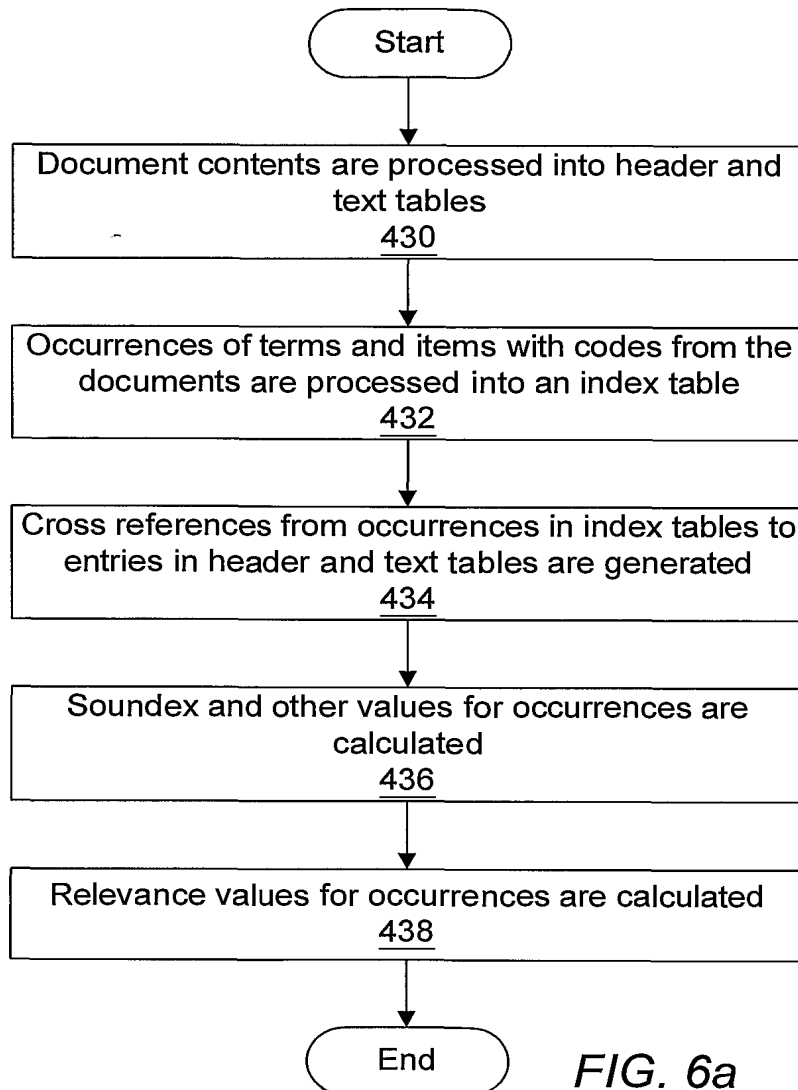 Start
Document contents are processed into header and
text tables
430
Occurrences of terms and items with codes from the
documents are processed into an index table
432
Cross references from occurrences in index tables to
entries in header and text tables are generated
434
Soundex and other values for occurrences are
calculated
436
Relevance values for occurrences are calculated
438
End
FIG. 6a